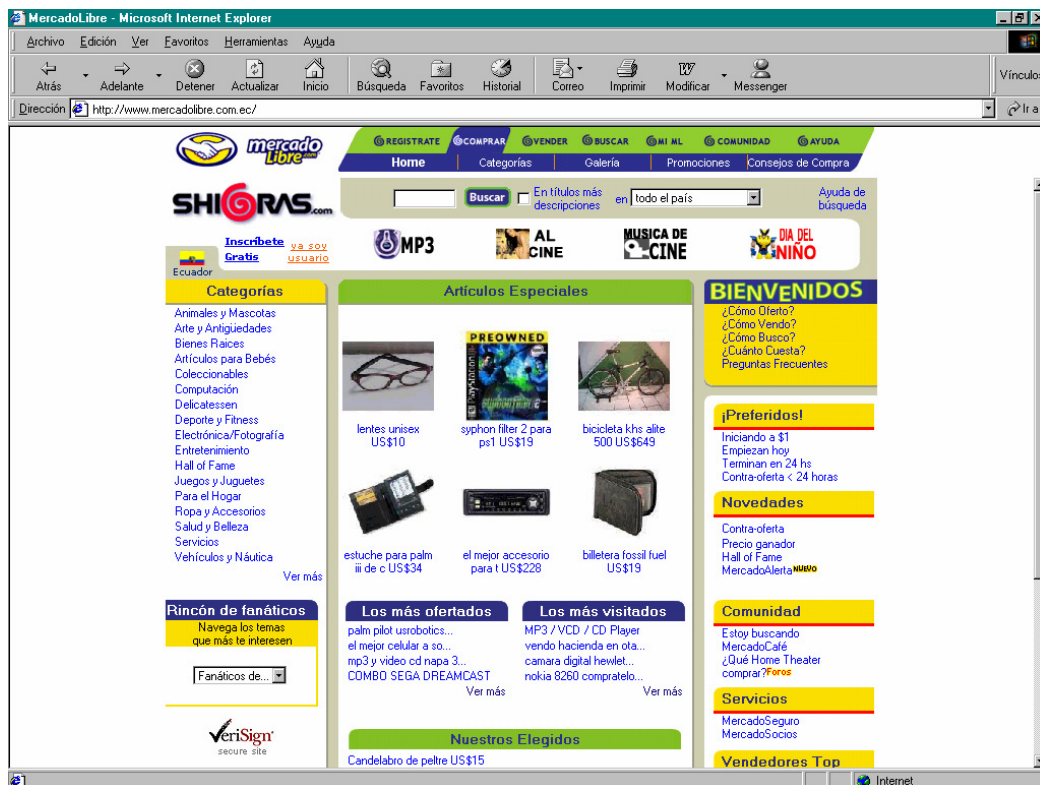 MercadoLibre - Microsoft Internet Explorer
Archivo Edición Ver Favoritos Herramientas Ayuda
Atrás Adelante Detener Actualizar Inicio Búsqueda Favoritos Historial Correo Imprimir Modificar Messenger Vínculos
Dirección http://www.mercadolibre.com.ec/ Ir a
mercado Libre.com
REGISTRATE COMPRAR VENDER BUSCAR MI ML COMUNIDAD AYUDA
Home Categorías Galería Promociones Consejos de Compra
SHIGRAS.com
Buscar En títulos más descripciones en todo el país Ayuda de búsqueda
Inscríbete Gratis ya soy usuario
Ecuador
MP3 AL CINE MUSICA DE CINE DIA DEL NIÑO
Categorías
Animales y Mascotas
Arte y Antigüedades
Bienes Raices
Artículos para Bebés
Coleccionables
Computación
Delicatessen
Deporte y Fitness
Electrónica/Fotografía
Entretenimiento
Hall of Fame
Juegos y Juguetes
Para el Hogar
Ropa y Accesorios
Salud y Belleza
Servicios
Vehículos y Náutica
Ver más
Rincón de fanáticos
Navega los temas
que más te interesen
Fanáticos de...
VeriSign
secure site
Artículos Especiales
PREOWNED
PlayStation
lentes unisex
US$10
syphon filter 2 para
ps1 US$19
bicicleta khs alite
500 US$649
estuche para palm
iii de c US$34
el mejor accesorio
para t US$228
billetera fossil fuel
US$19
Los más ofertados
palm pilot usrobotics...
el mejor celular a so...
mp3 y video cd napa 3...
COMBO SEGA DREAMCAST
Ver más
Los más visitados
MP3 / VCD / CD Player
vendo hacienda en ota...
camara digital hewlet...
nokia 8260 compratelo...
Ver más
Nuestros Elegidos
Candelabro de peltre US$15
BIENVENIDOS
¿Cómo Oferto?
¿Cómo Vendo?
¿Cómo Busco?
¿Cuánto Cuesta?
Preguntas Frecuentes
¡Preferidos!
Iniciando a $1
Empiezan hoy
Terminan en 24 hs
Contra-oferta < 24 horas
Novedades
Contra-oferta
Precio ganador
Hall of Fame
MercadoAlerta NUEVO
Comunidad
Estoy buscando
MercadoCafé
¿Qué Home Theater
comprar? Foros
Servicios
MercadoSeguro
MercadoSocios
Vendedores Top
Internet